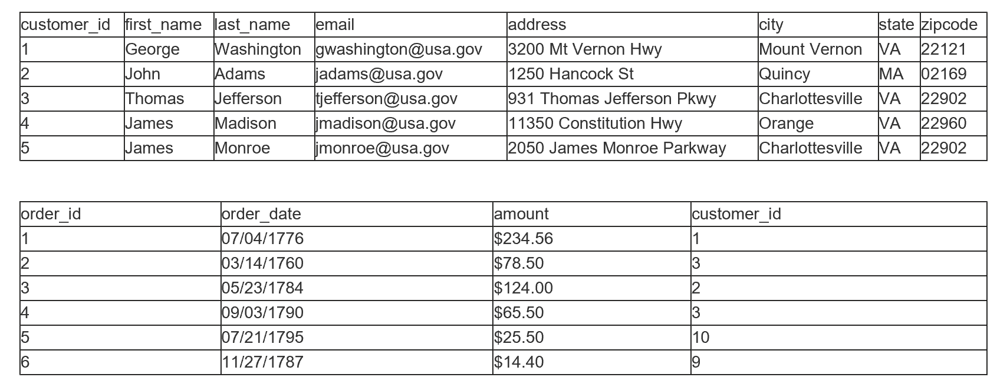 customer_id first_name last_name email address city state zipcode
1 George Washington gwashington@usa.gov 3200 Mt Vernon Hwy Mount Vernon VA 22121
2 John Adams jadams@usa.gov 1250 Hancock St Quincy MA 02169
3 Thomas Jefferson tjefferson@usa.gov 931 Thomas Jefferson Pkwy Charlottesville VA 22902
4 James Madison jmadison@usa.gov 11350 Constitution Hwy Orange VA 22960
5 James Monroe jmonroe@usa.gov 2050 James Monroe Parkway Charlottesville VA 22902
order_id order_date amount customer_id
1 07/04/1776 $234.56 1
2 03/14/1760 $78.50 3
3 05/23/1784 $124.00 2
4 09/03/1790 $65.50 3
5 07/21/1795 $25.50 10
6 11/27/1787 $14.40 9